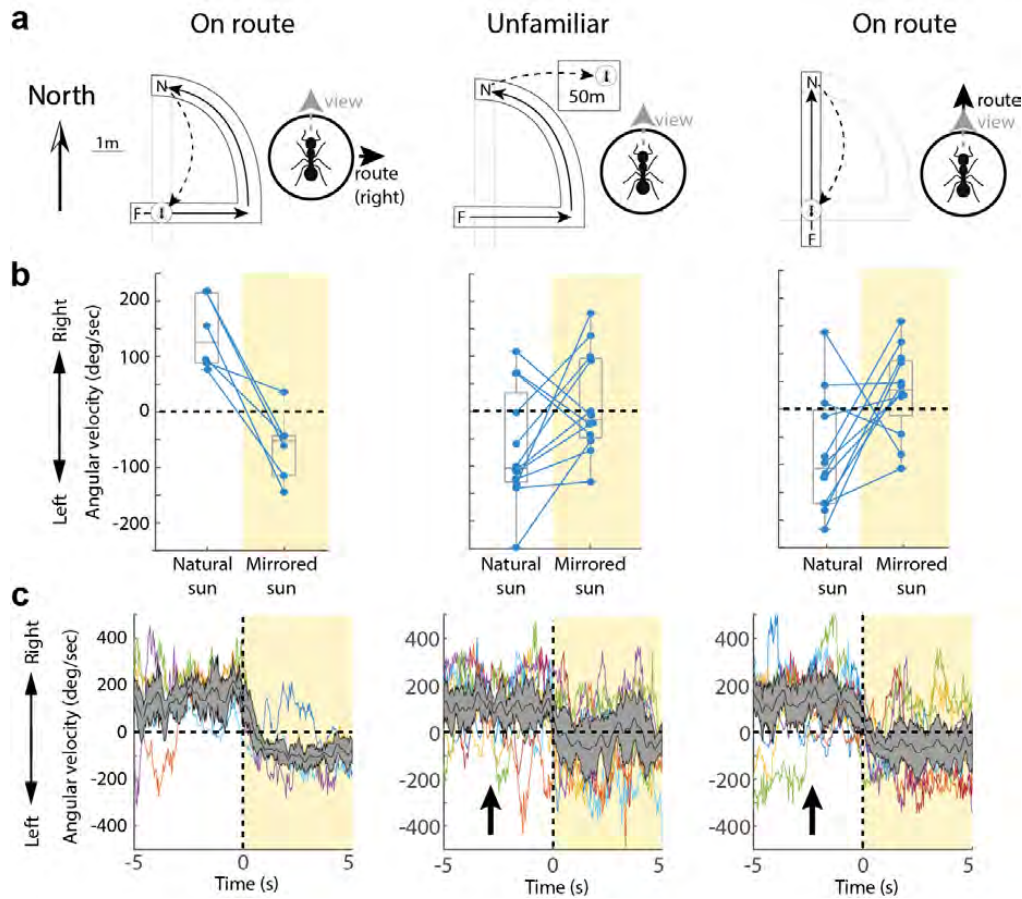 a
On route
Unfamiliar
On route
North
1m
N
F
view
route
(right)
N
50m
F
view
N
F
route
view
b
Right
Left
Angular velocity (deg/sec)
200
100
0
-100
-200
Natural
sun
Mirrored
sun
Natural
sun
Mirrored
sun
Natural
sun
Mirrored
sun
c
Right
Left
Angular velocity (deg/sec)
400
200
0
-200
-400
-5
0
5
Time (s)
400
200
0
-200
-400
-5
0
5
Time (s)
400
200
0
-200
-400
-5
0
5
Time (s)